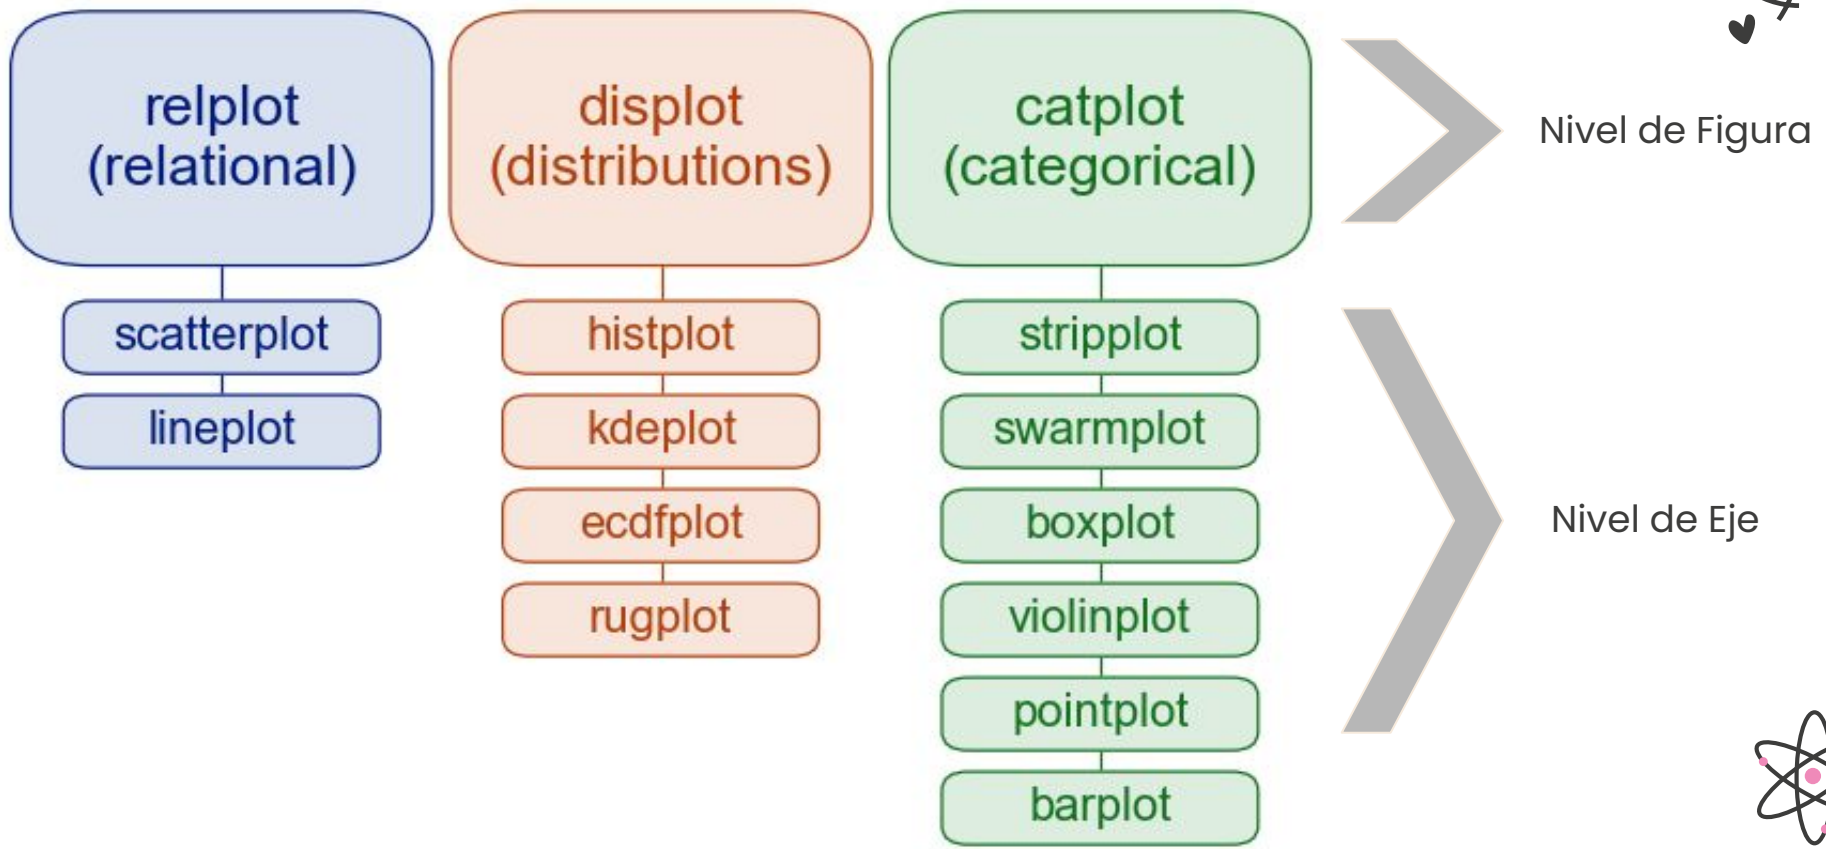 relplot
(relational)
scatterplot
lineplot
displot
(distributions)
histplot
kdeplot
ecdfplot
rugplot
catplot
(categorical)
stripplot
swarmplot
boxplot
violinplot
pointplot
barplot
Nivel de Figura
Nivel de Eje